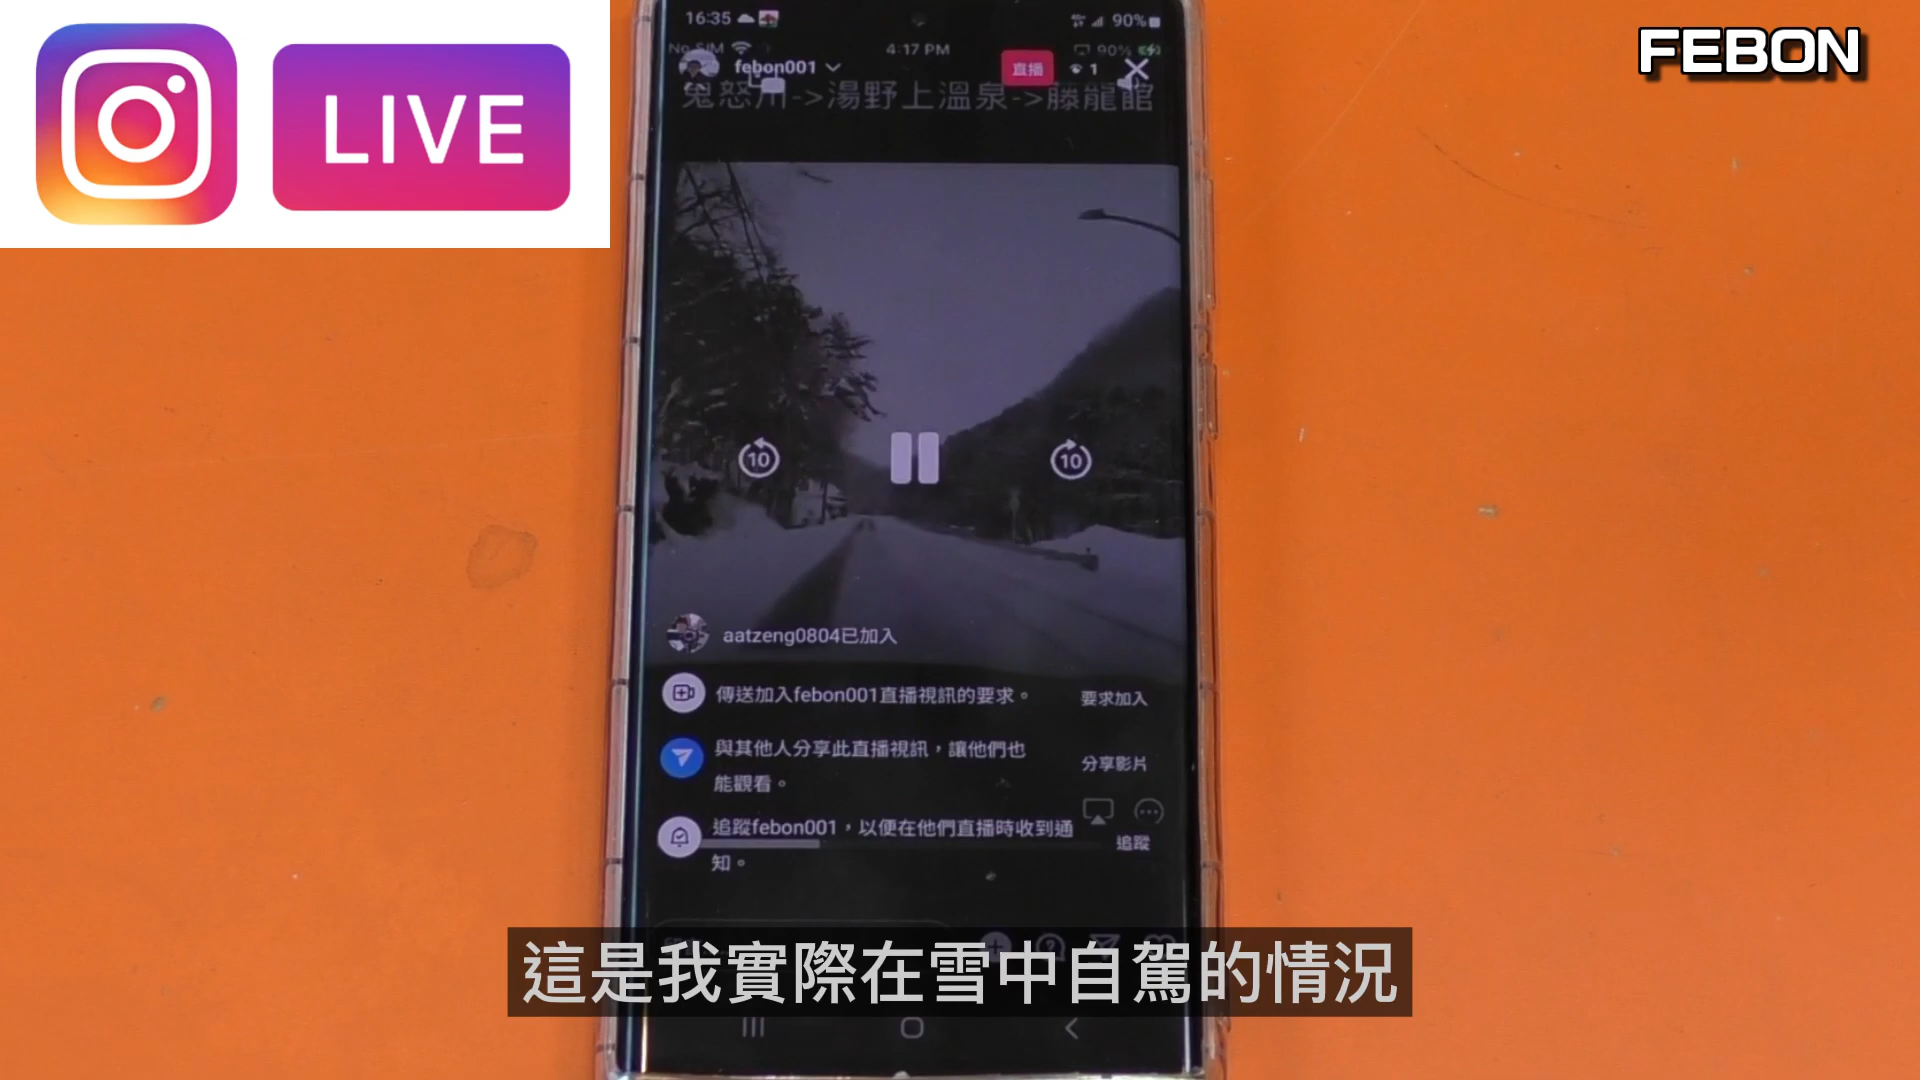 LIVE
FEBON
16:35
90%
No SIM
4:17 PM
90%
febon001
直播
1
鬼怒川->湯野上溫泉->藤龍館
10
10
aatzeng0804已加入
傳送加入febon001直播視訊的要求。
要求加入
與其他人分享此直播視訊，讓他們也
能觀看。
分享影片
追蹤febon001，以便在他們直播時收到通
知。
追蹤
這是我實際在雪中自駕的情況